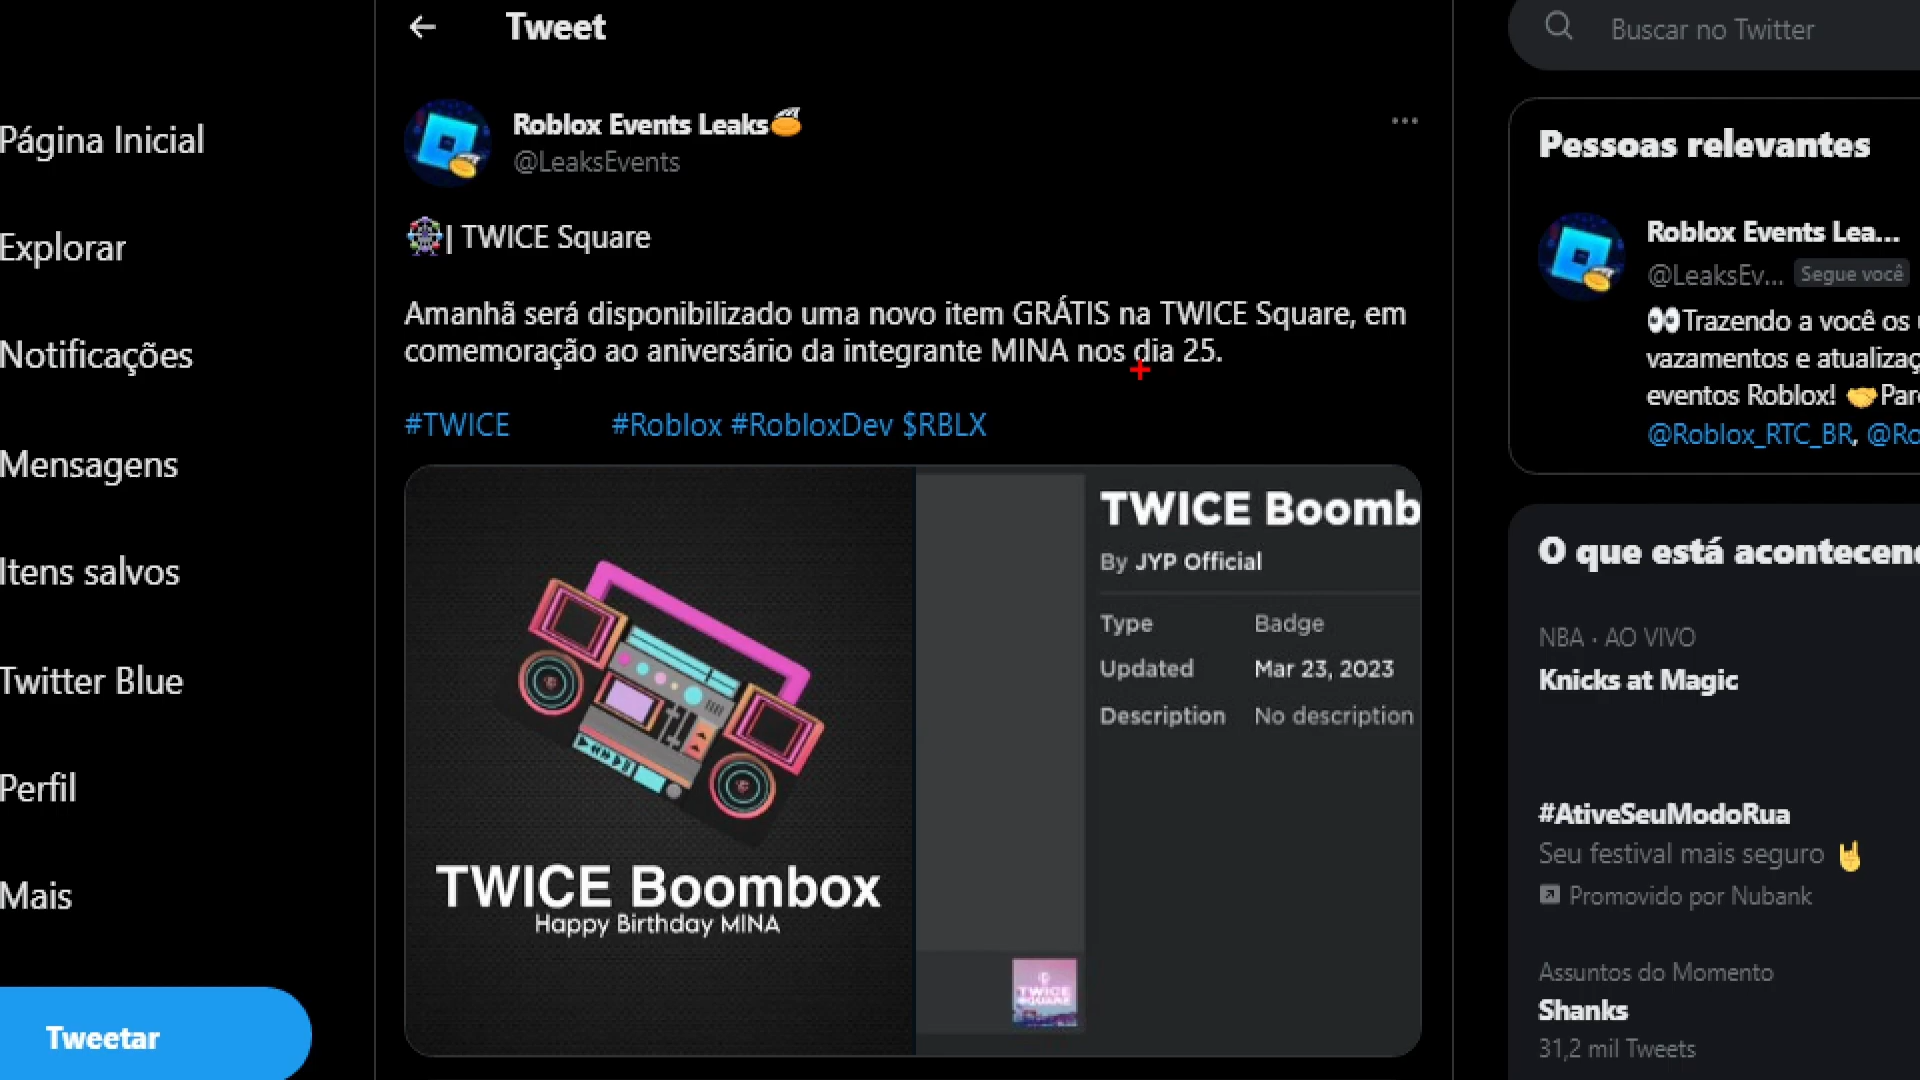 Tweet
Buscar no Twitter
Página Inicial
Explorar
Notificações
Mensagens
Itens salvos
Twitter Blue
Perfil
Mais
Tweetar
Roblox Events Leaks
@LeaksEvents
| TWICE Square
Amanhã será disponibilizado uma novo item GRÁTIS na TWICE Square, em
comemoração ao aniversário da integrante MINA nos dia 25.
#TWICE #Roblox #RobloxDev $RBLX
TWICE Boombox
Happy Birthday MINA
TWICE Boomb
By JYP Official
Type Badge
Updated Mar 23, 2023
Description No description
TWICE
SQUARE
Pessoas relevantes
Roblox Events Lea...
@LeaksEv... Segue você
Trazendo a você os
vazamentos e atualizaç
eventos Roblox! Par
@Roblox_RTC_BR, @Ro
O que está acontecen
NBA · AO VIVO
Knicks at Magic
#AtiveSeuModoRua
Seu festival mais seguro
Promovido por Nubank
Assuntos do Momento
Shanks
31,2 mil Tweets